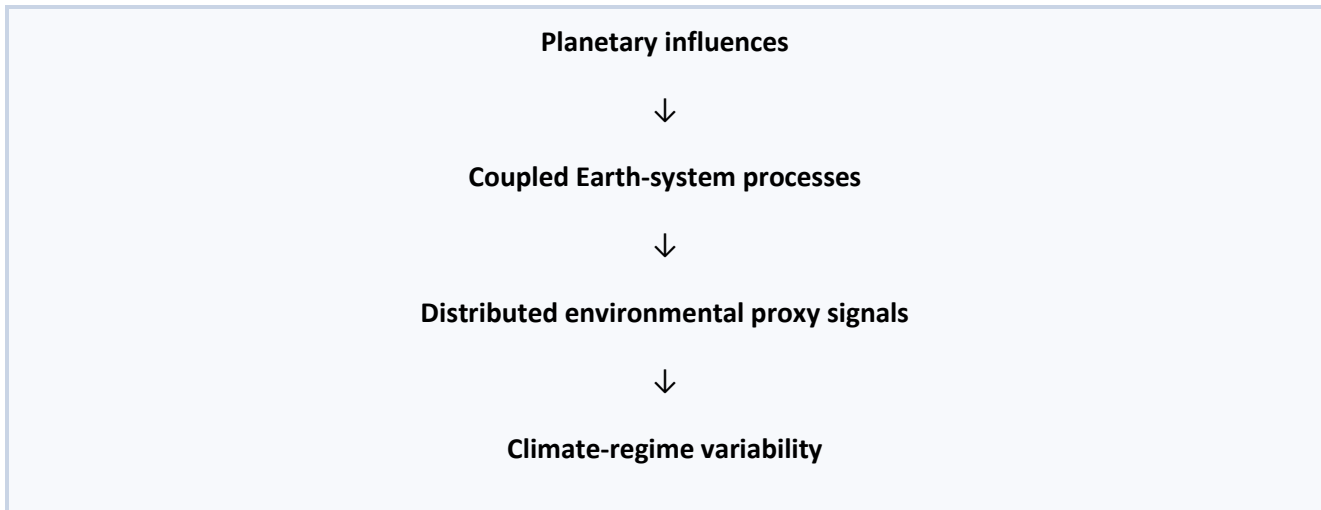 Planetary influences
↓
Coupled Earth-system processes
↓
Distributed environmental proxy signals
↓
Climate-regime variability